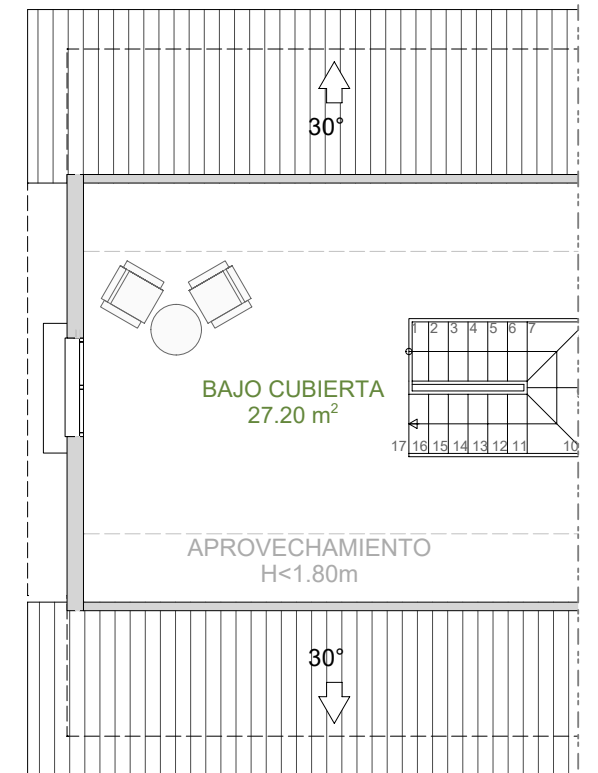 30°
1 2 3 4 5 6 7
BAJO CUBIERTA
27.20 m²
17 16 15 14 13 12 11 10
APROVECHAMIENTO
H<1.80m
30°